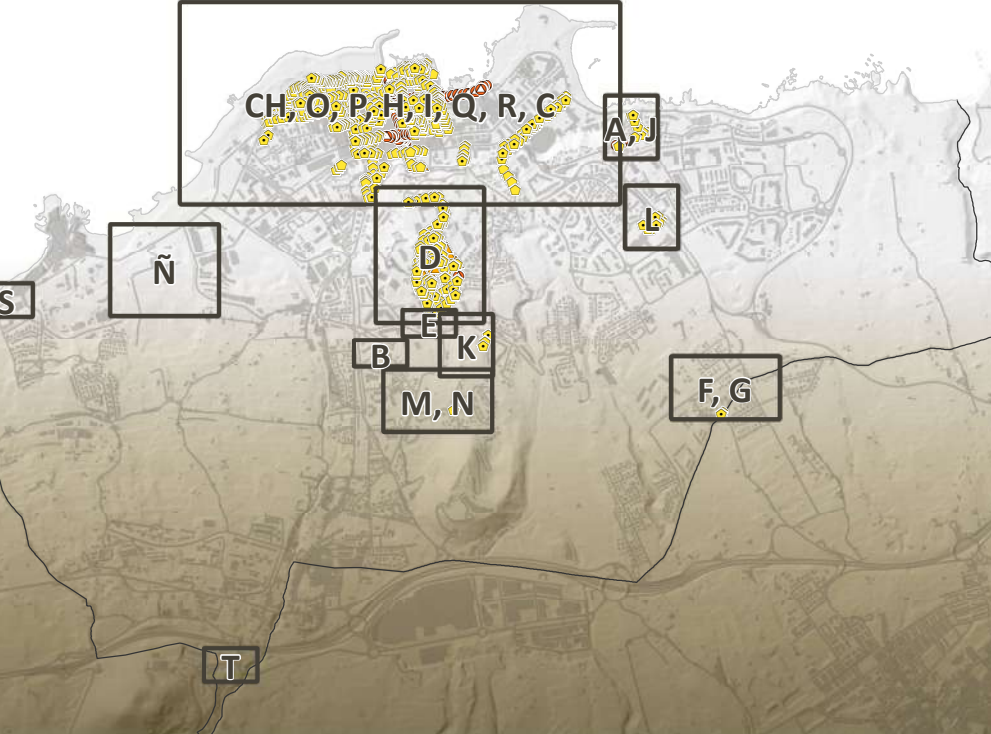 CH, O, P, H, I, Q, R, C
A, J
L
D
Ñ
S
E
K
B
F, G
M, N
T